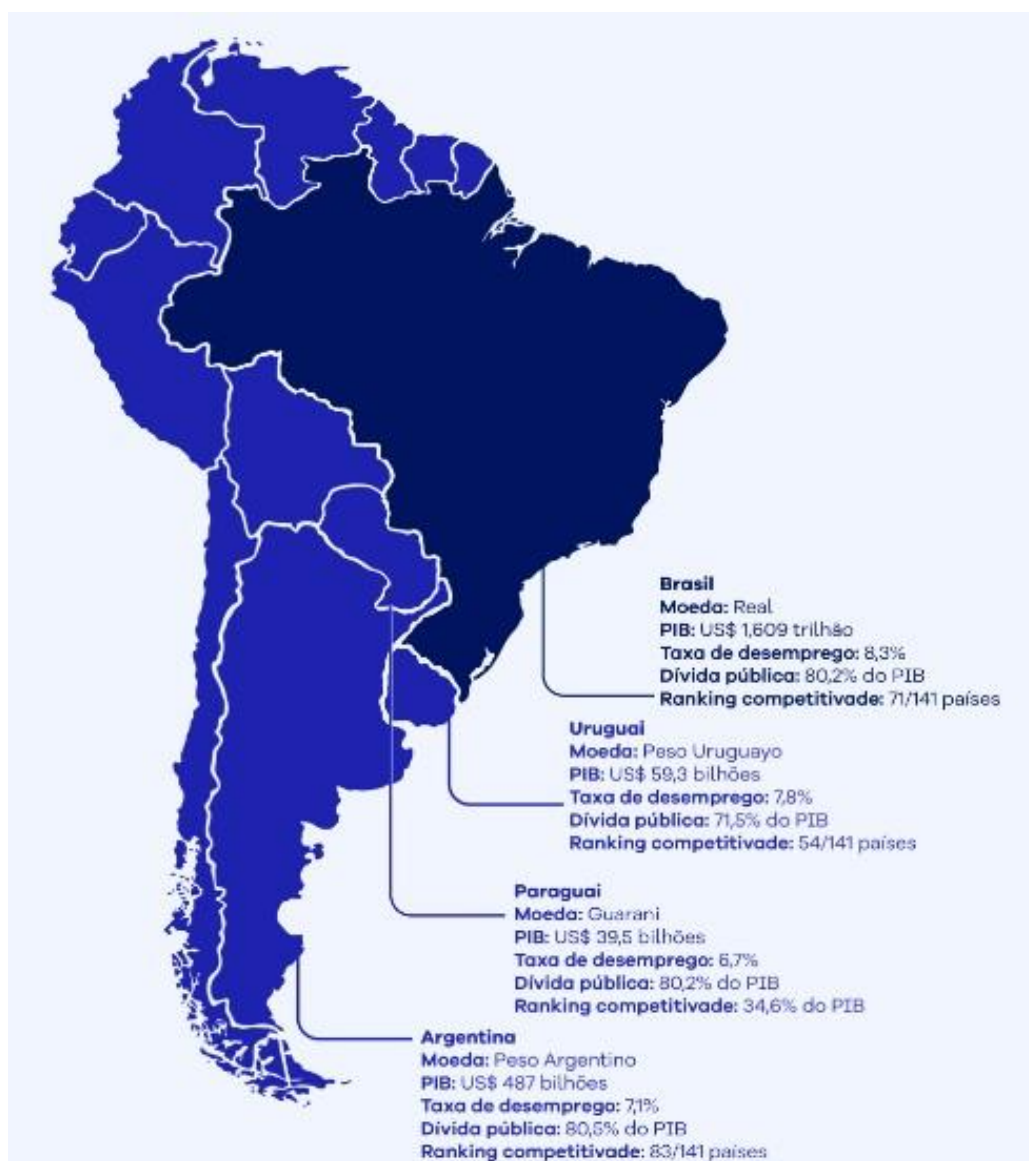 Brasil
Moeda: Real
PIB: US$ 1,609 trilhão
Taxa de desemprego: 8,3%
Dívida pública: 80,2% do PIB
Ranking competitivade: 71/141 países
Uruguai
Moeda: Peso Uruguayo
PIB: US$ 59,3 bilhões
Taxa de desemprego: 7,8%
Dívida pública: 71,5% do PIB
Ranking competitivade: 54/141 países
Paraguai
Moeda: Guarani
PIB: US$ 39,5 bilhões
Taxa de desemprego: 6,7%
Dívida pública: 80,2% do PIB
Ranking competitivade: 34,6% do PIB
Argentina
Moeda: Peso Argentino
PIB: US$ 487 bilhões
Taxa de desemprego: 7,1%
Dívida pública: 80,5% do PIB
Ranking competitivade: 83/141 países